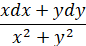 xdx + ydy
x² + y²